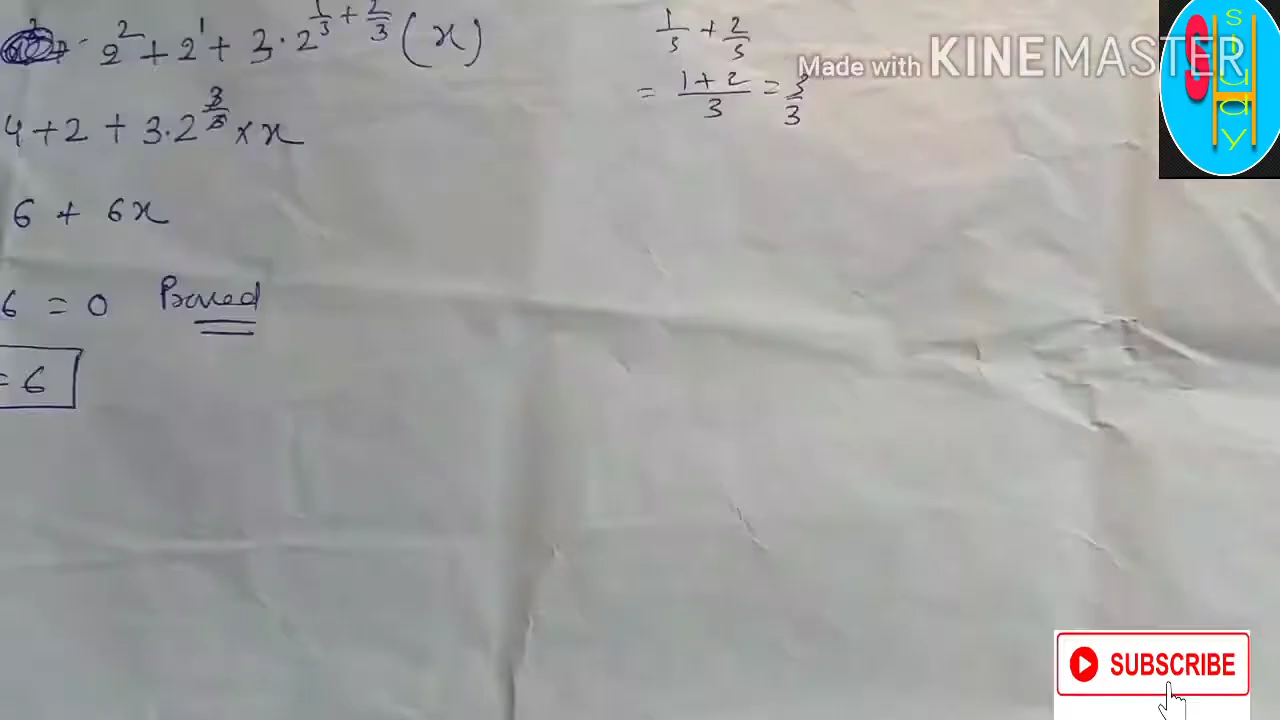 2² + 2¹ + 3·2^(1/3 + 2/3) (x)
4 + 2 + 3·2^(3/3) × x
6 + 6x
6 = 0 Proved
= 6
1/3 + 2/3
= (1+2)/3 = 3/3
Made with KINEMASTER
study
SUBSCRIBE